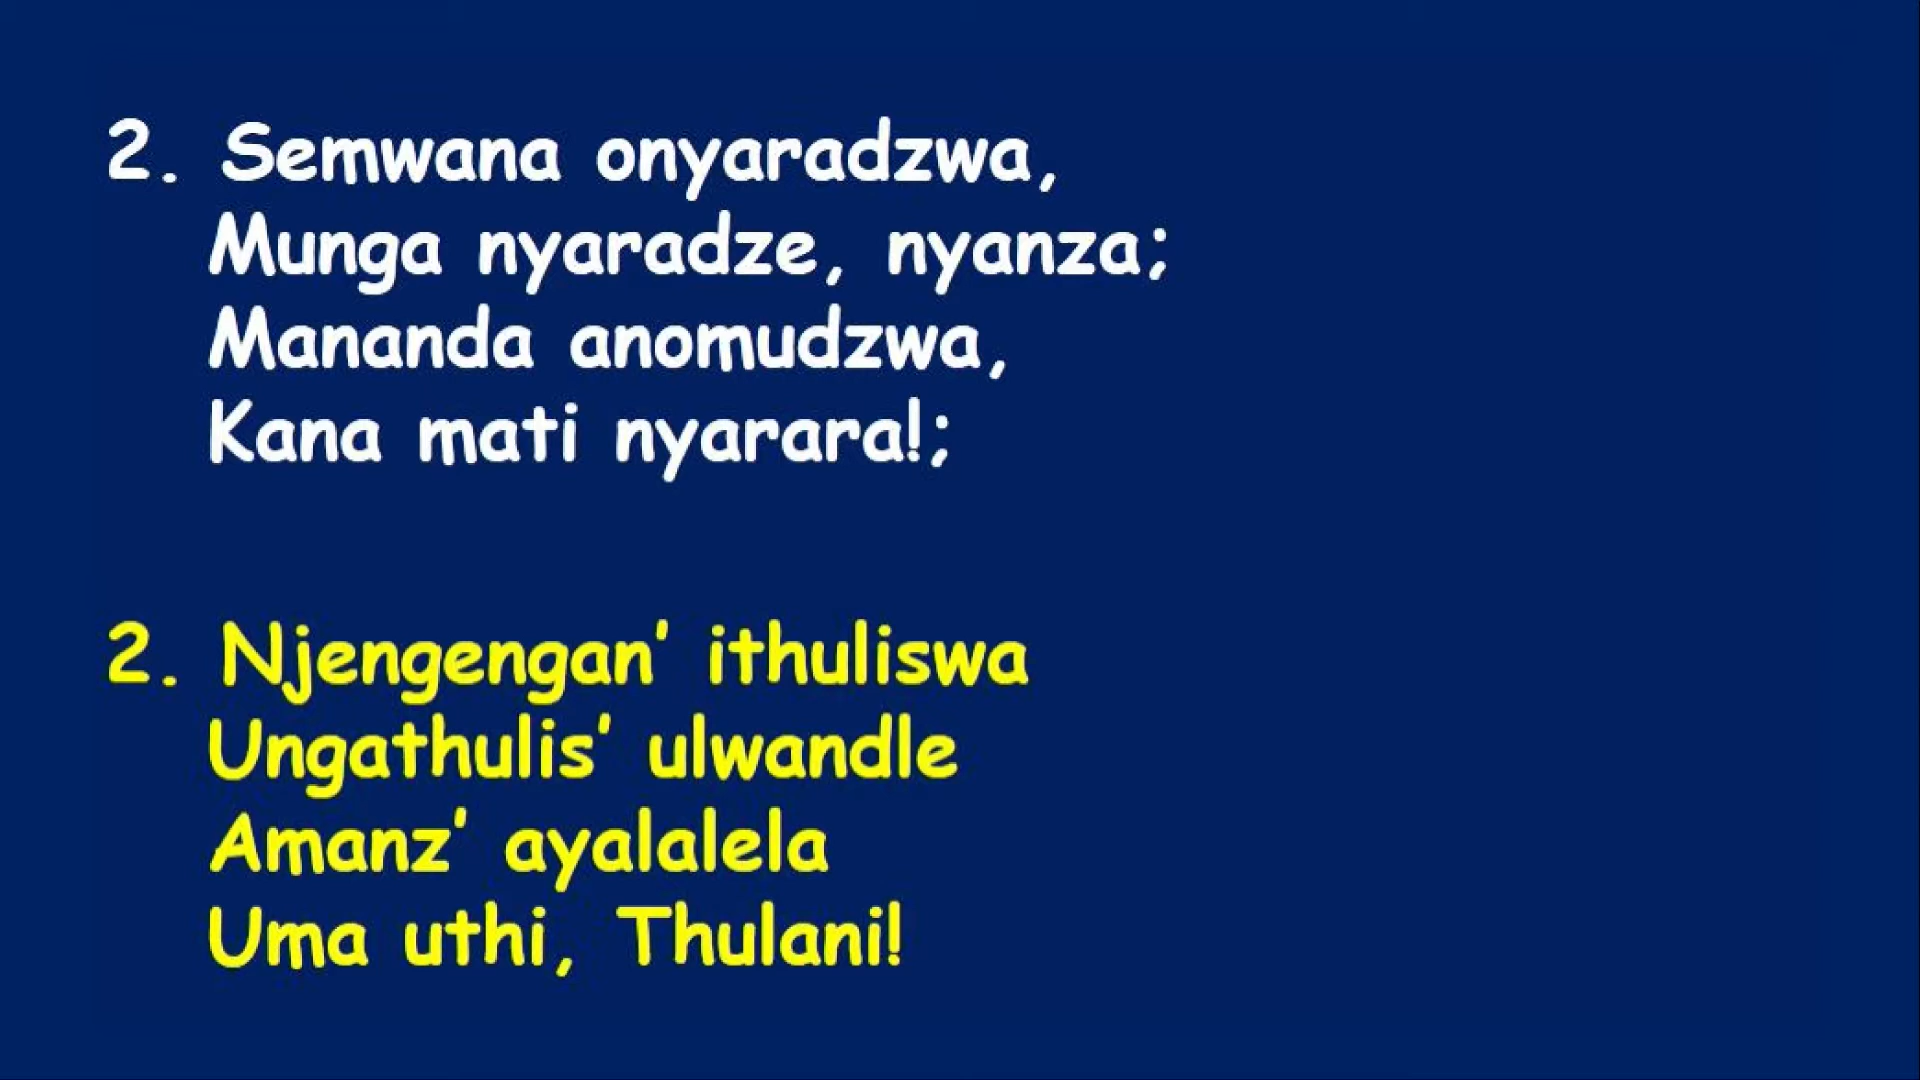 2. Semwana onyaradzwa,
Munga nyaradze, nyanza;
Mananda anomudzwa,
Kana mati nyarara!;
2. Njengengan’ ithuliswa
Ungathulis’ ulwandle
Amanz’ ayalalela
Uma uthi, Thulani!